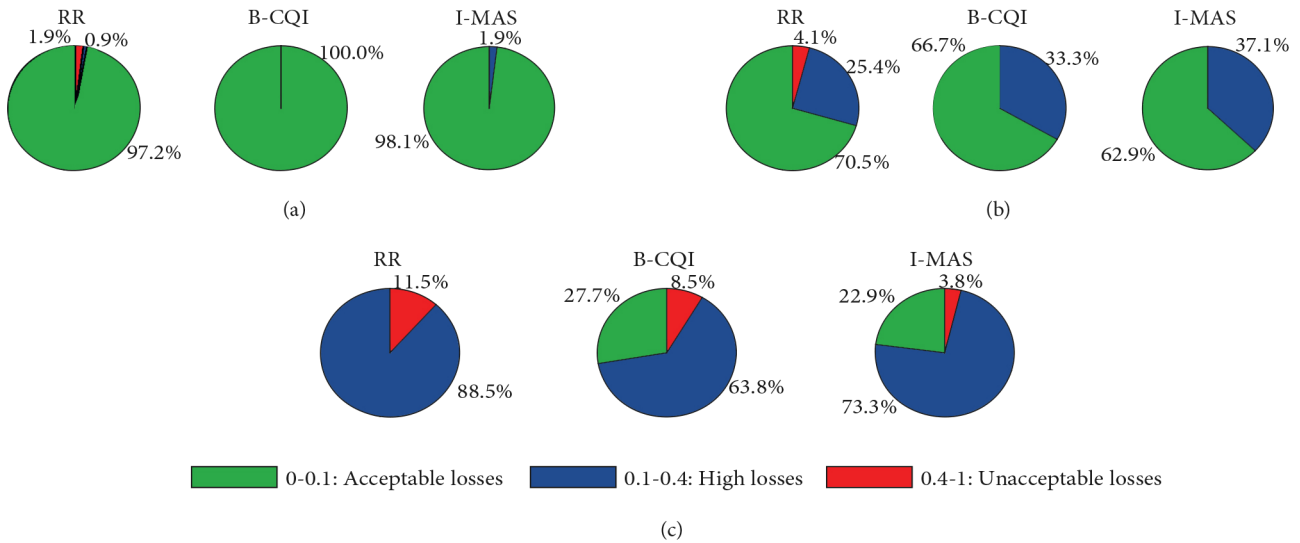 RR
1.9%
0.9%
97.2%
B-CQI
100.0%
I-MAS
1.9%
98.1%
(a)
RR
4.1%
25.4%
70.5%
B-CQI
66.7%
33.3%
I-MAS
37.1%
62.9%
(b)
RR
11.5%
88.5%
B-CQI
8.5%
27.7%
63.8%
I-MAS
3.8%
22.9%
73.3%
0-0.1: Acceptable losses
0.1-0.4: High losses
0.4-1: Unacceptable losses
(c)